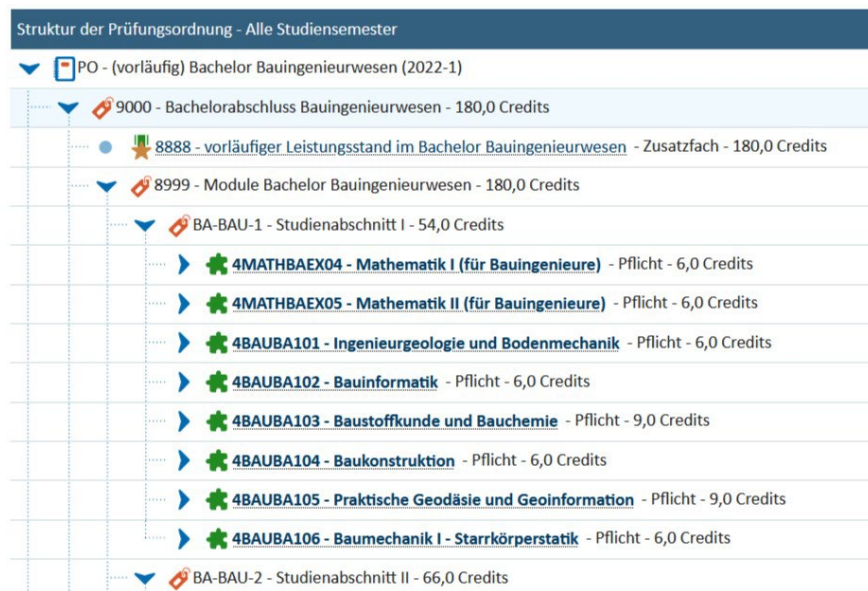 Struktur der Prüfungsordnung - Alle Studiensemester
PO - (vorläufig) Bachelor Bauingenieurwesen (2022-1)
9000 - Bachelorabschluss Bauingenieurwesen - 180,0 Credits
8888 - vorläufiger Leistungsstand im Bachelor Bauingenieurwesen - Zusatzfach - 180,0 Credits
8999 - Module Bachelor Bauingenieurwesen - 180,0 Credits
BA-BAU-1 - Studienabschnitt I - 54,0 Credits
4MATHBAEX04 - Mathematik I (für Bauingenieure) - Pflicht - 6,0 Credits
4MATHBAEX05 - Mathematik II (für Bauingenieure) - Pflicht - 6,0 Credits
4BAUBA101 - Ingenieurgeologie und Bodenmechanik - Pflicht - 6,0 Credits
4BAUBA102 - Bauinformatik - Pflicht - 6,0 Credits
4BAUBA103 - Baustoffkunde und Bauchemie - Pflicht - 9,0 Credits
4BAUBA104 - Baukonstruktion - Pflicht - 6,0 Credits
4BAUBA105 - Praktische Geodäsie und Geoinformation - Pflicht - 9,0 Credits
4BAUBA106 - Baumechanik I - Starrkörperstatik - Pflicht - 6,0 Credits
BA-BAU-2 - Studienabschnitt II - 66,0 Credits